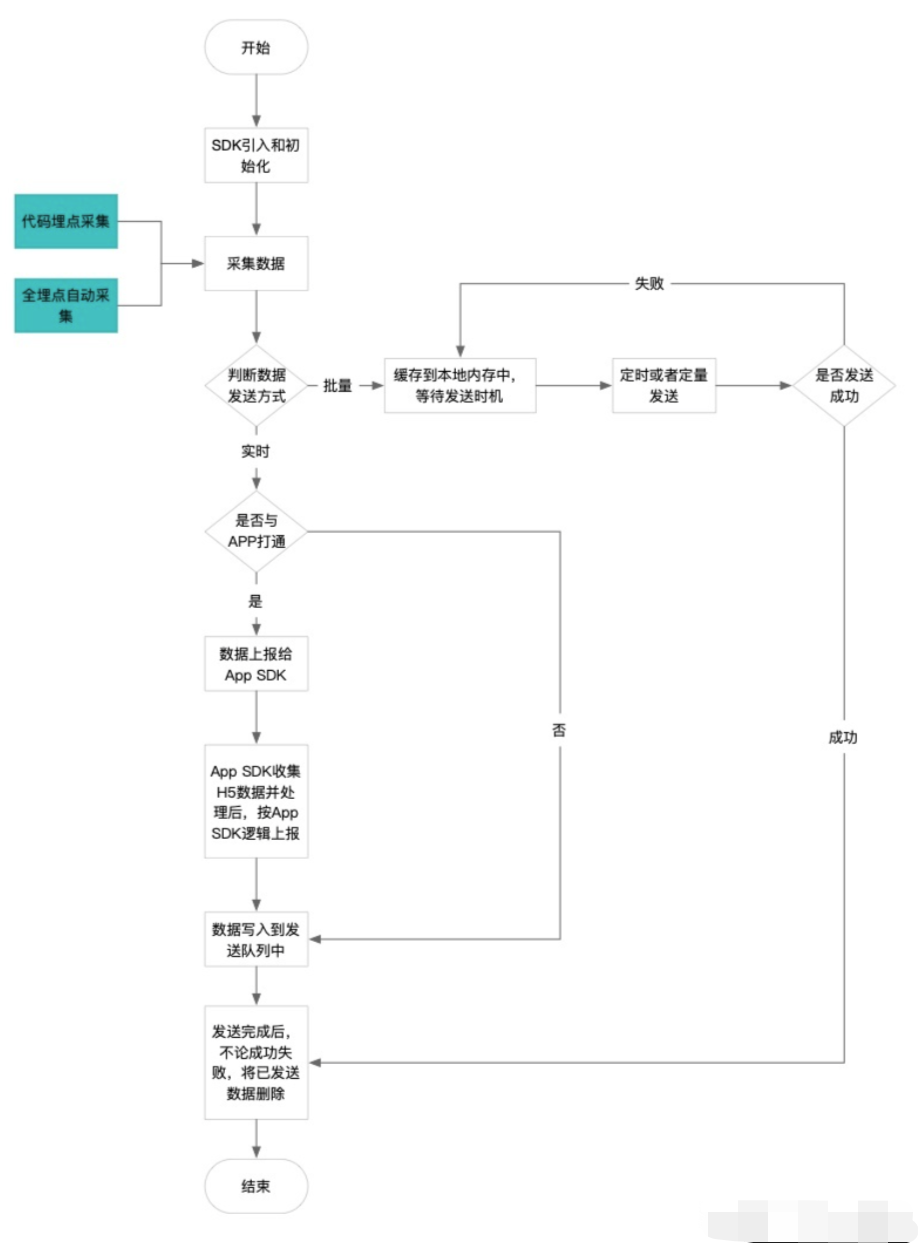 开始
SDK引入和初
始化
代码埋点采集
全埋点自动采
集
采集数据
失败
判断数据
发送方式
批量
缓存到本地内存中，
等待发送时机
定时或者定量
发送
是否发送
成功
实时
是否与
APP打通
是
数据上报给
App SDK
否
成功
App SDK收集
H5数据并处
理后，按App
SDK逻辑上报
数据写入到发
送队列中
发送完成后，
不论成功失
败，将已发送
数据删除
结束